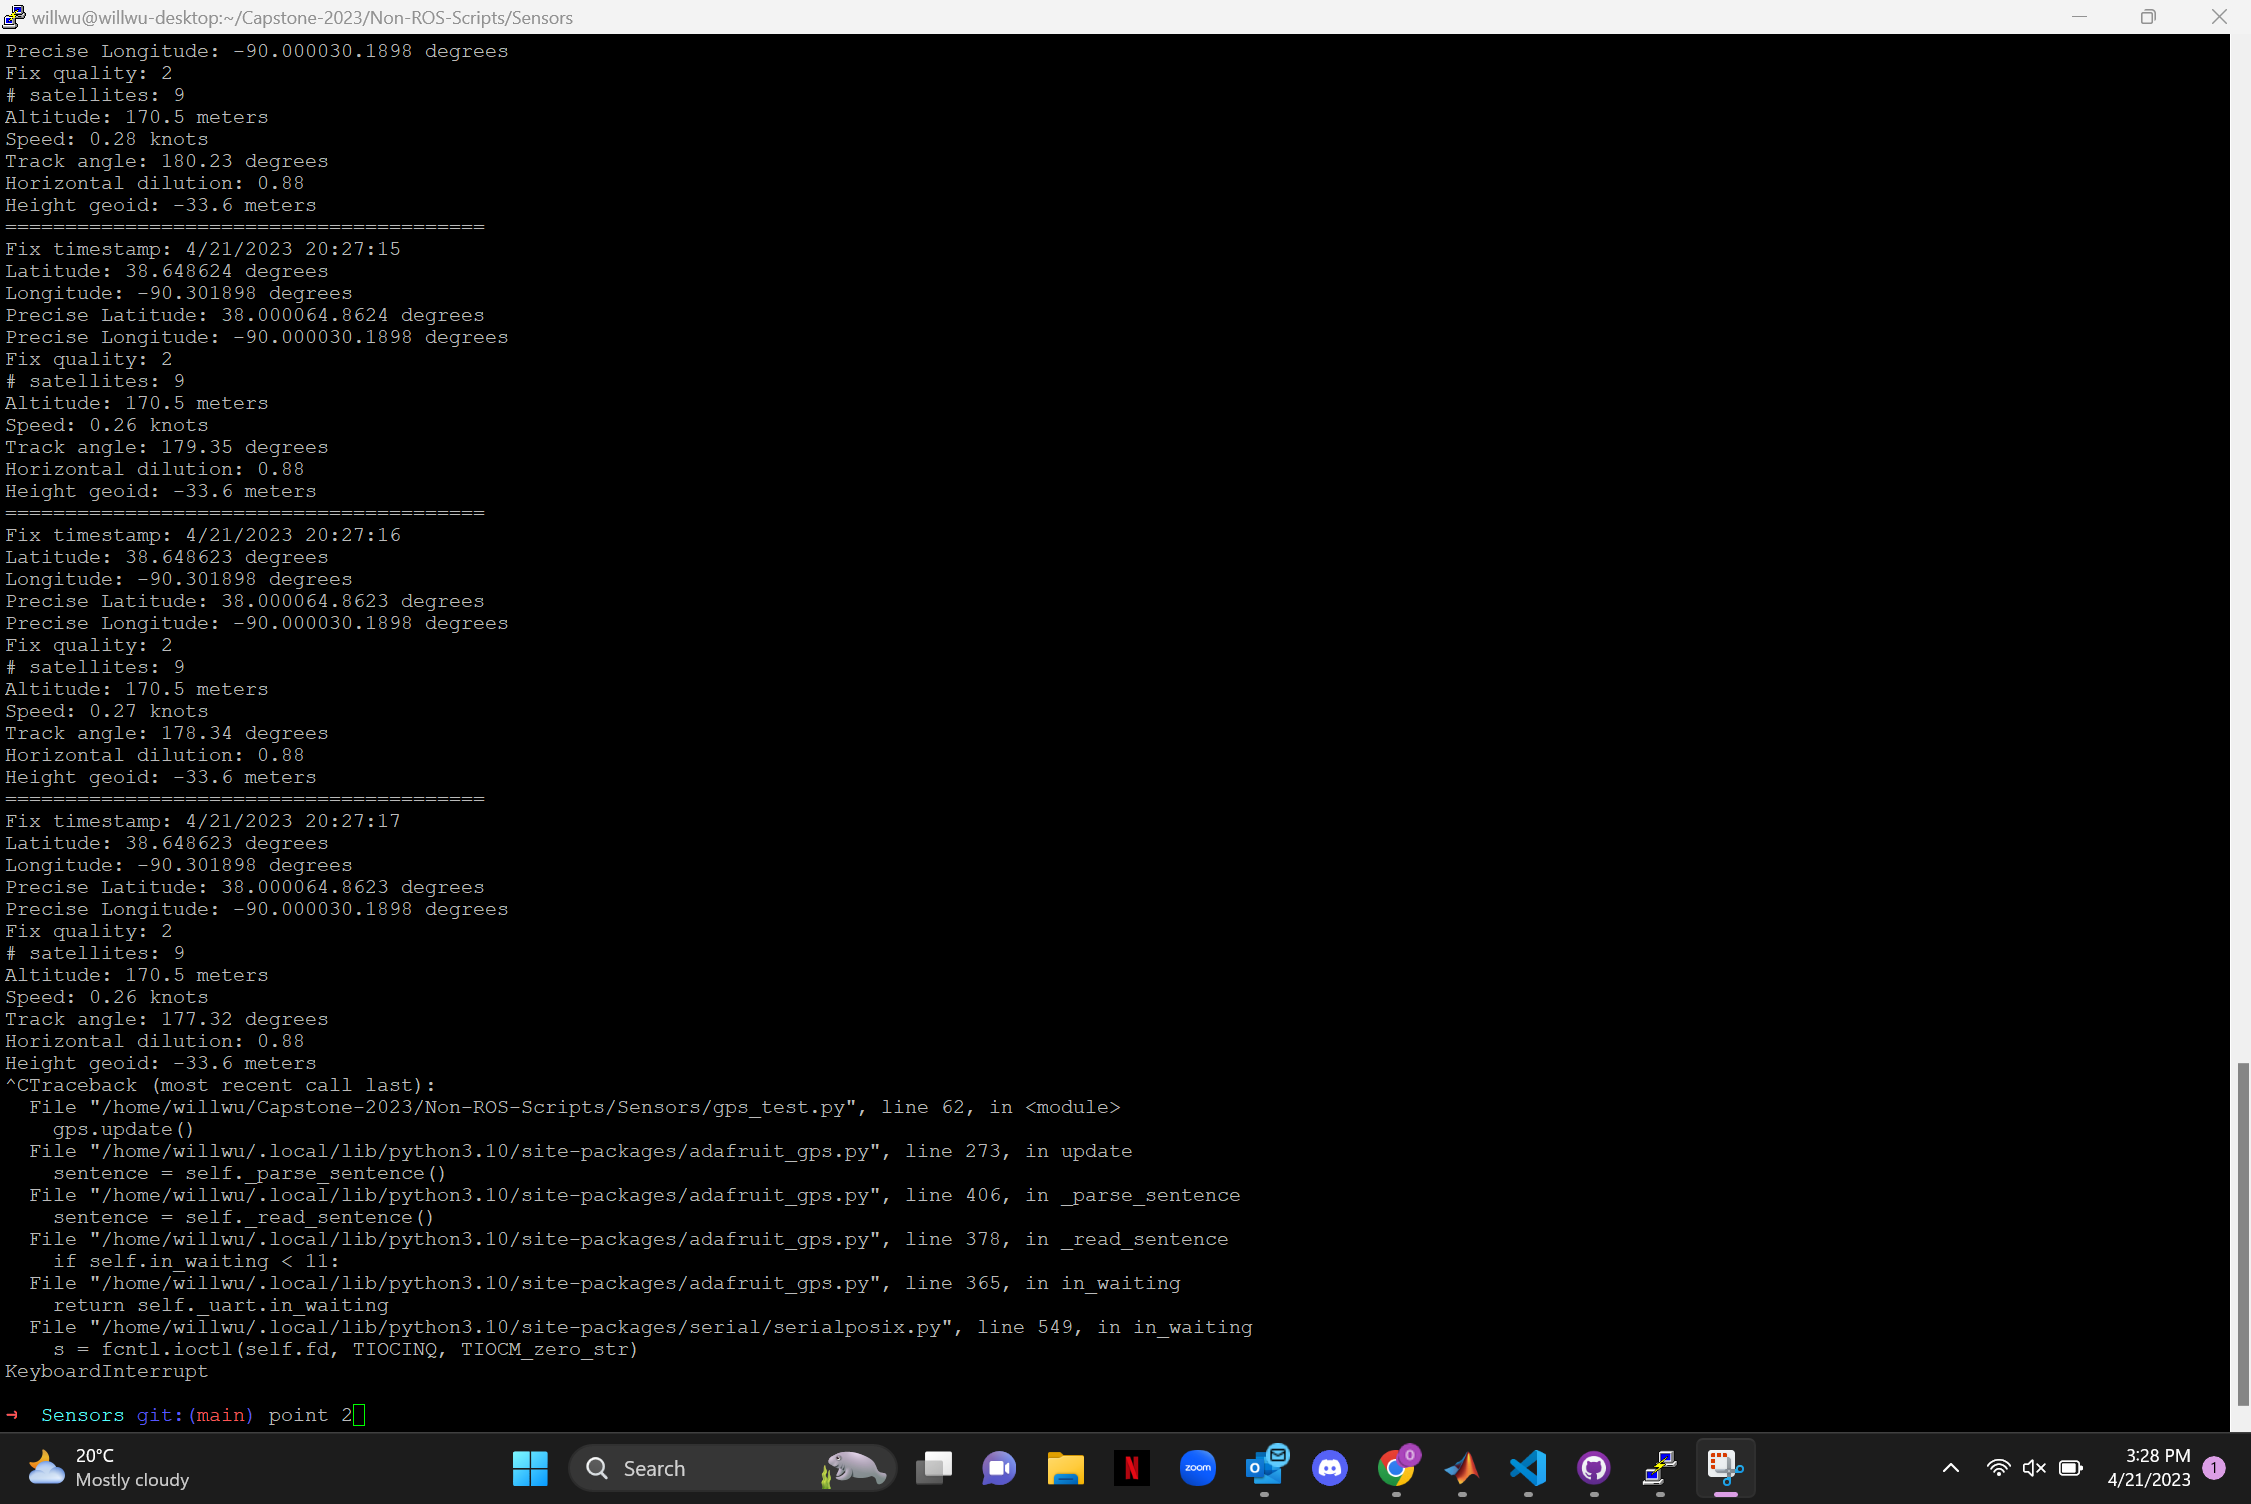 willwu@willwu-desktop:~/Capstone-2023/Non-ROS-Scripts/Sensors
Precise Longitude: -90.000030.1898 degrees
Fix quality: 2
# satellites: 9
Altitude: 170.5 meters
Speed: 0.28 knots
Track angle: 180.23 degrees
Horizontal dilution: 0.88
Height geoid: -33.6 meters
========================================
Fix timestamp: 4/21/2023 20:27:15
Latitude: 38.648624 degrees
Longitude: -90.301898 degrees
Precise Latitude: 38.000064.8624 degrees
Precise Longitude: -90.000030.1898 degrees
Fix quality: 2
# satellites: 9
Altitude: 170.5 meters
Speed: 0.26 knots
Track angle: 179.35 degrees
Horizontal dilution: 0.88
Height geoid: -33.6 meters
========================================
Fix timestamp: 4/21/2023 20:27:16
Latitude: 38.648623 degrees
Longitude: -90.301898 degrees
Precise Latitude: 38.000064.8623 degrees
Precise Longitude: -90.000030.1898 degrees
Fix quality: 2
# satellites: 9
Altitude: 170.5 meters
Speed: 0.27 knots
Track angle: 178.34 degrees
Horizontal dilution: 0.88
Height geoid: -33.6 meters
========================================
Fix timestamp: 4/21/2023 20:27:17
Latitude: 38.648623 degrees
Longitude: -90.301898 degrees
Precise Latitude: 38.000064.8623 degrees
Precise Longitude: -90.000030.1898 degrees
Fix quality: 2
# satellites: 9
Altitude: 170.5 meters
Speed: 0.26 knots
Track angle: 177.32 degrees
Horizontal dilution: 0.88
Height geoid: -33.6 meters
^CTraceback (most recent call last):
  File "/home/willwu/Capstone-2023/Non-ROS-Scripts/Sensors/gps_test.py", line 62, in <module>
    gps.update()
  File "/home/willwu/.local/lib/python3.10/site-packages/adafruit_gps.py", line 273, in update
    sentence = self._parse_sentence()
  File "/home/willwu/.local/lib/python3.10/site-packages/adafruit_gps.py", line 406, in _parse_sentence
    sentence = self._read_sentence()
  File "/home/willwu/.local/lib/python3.10/site-packages/adafruit_gps.py", line 378, in _read_sentence
    if self.in_waiting < 11:
  File "/home/willwu/.local/lib/python3.10/site-packages/adafruit_gps.py", line 365, in in_waiting
    return self._uart.in_waiting
  File "/home/willwu/.local/lib/python3.10/site-packages/serial/serialposix.py", line 549, in in_waiting
    s = fcntl.ioctl(self.fd, TIOCINQ, TIOCM_zero_str)
KeyboardInterrupt
→ Sensors git:(main) point 2
20°C
Mostly cloudy
Search
N
zoom
0
3:28 PM
4/21/2023
1